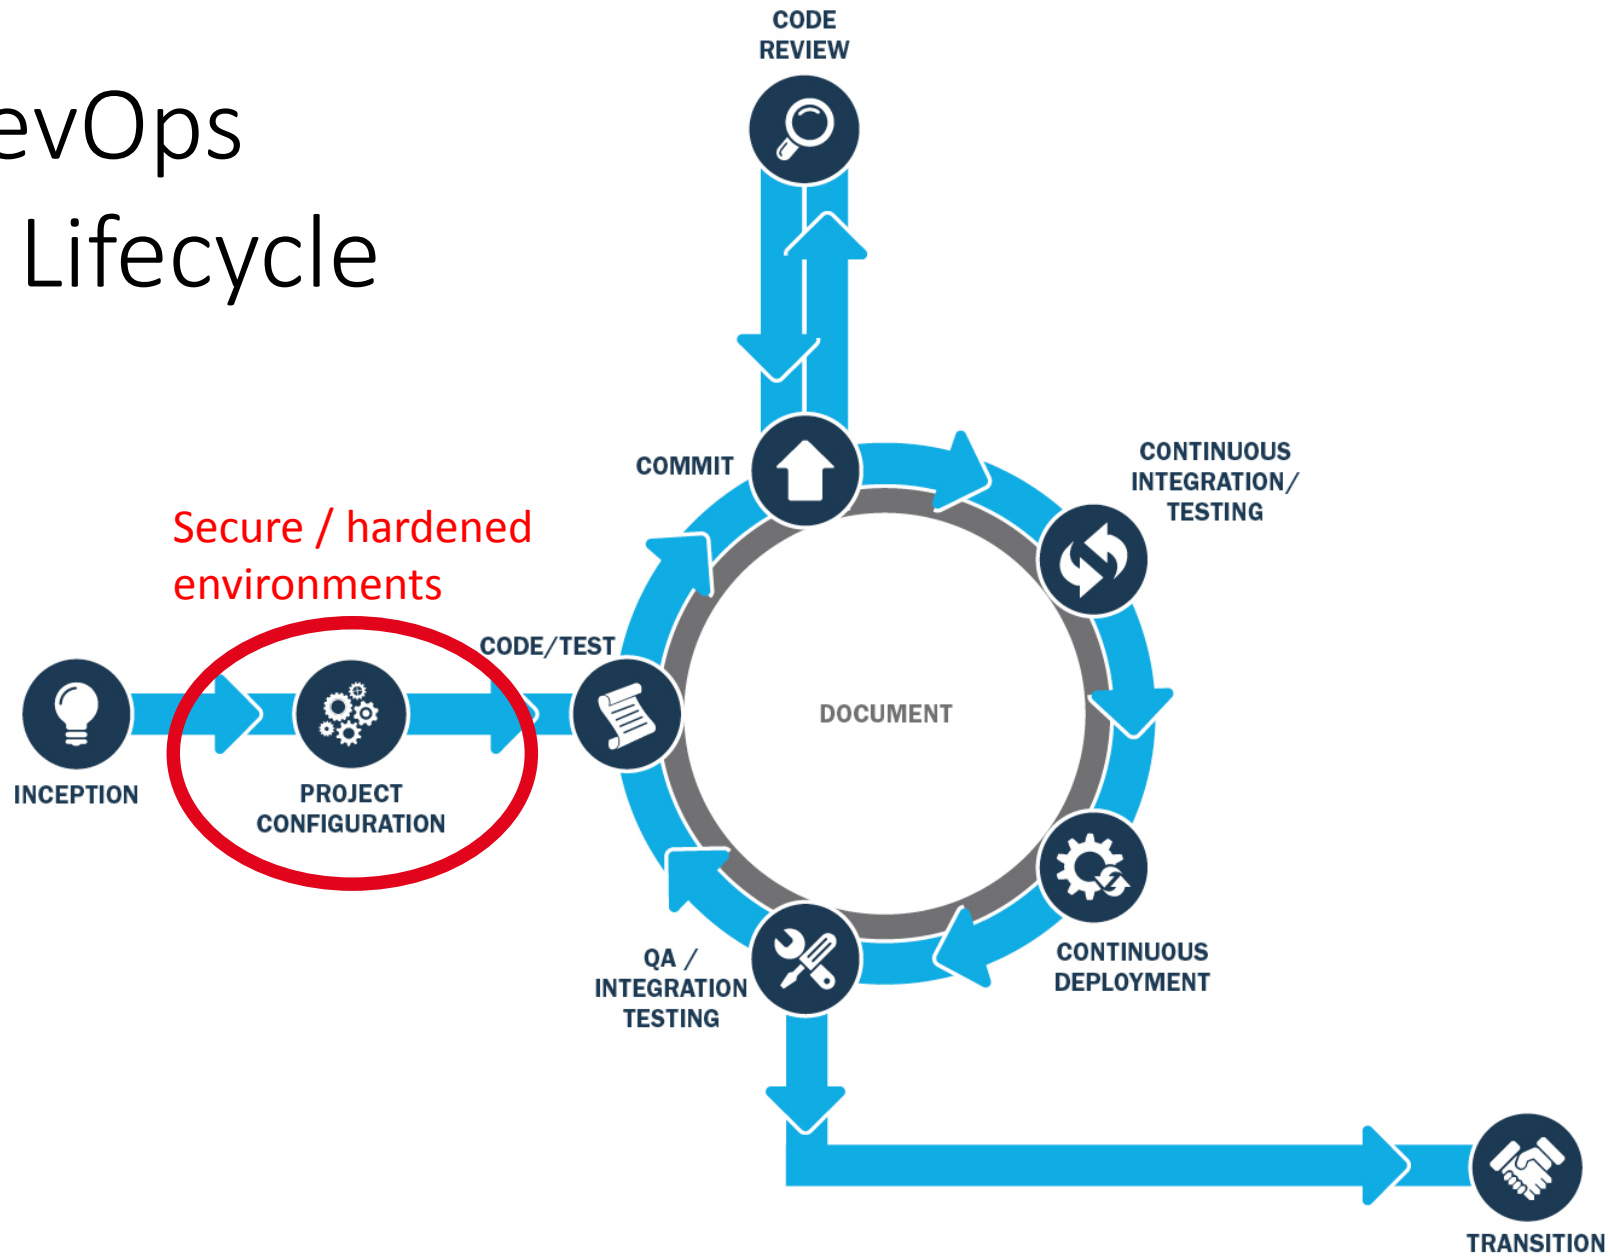 evOps
Lifecycle
CODE
REVIEW
COMMIT
CONTINUOUS
INTEGRATION/
TESTING
Secure / hardened
environments
CODE/TEST
DOCUMENT
INCEPTION
PROJECT
CONFIGURATION
QA /
INTEGRATION
TESTING
CONTINUOUS
DEPLOYMENT
TRANSITION